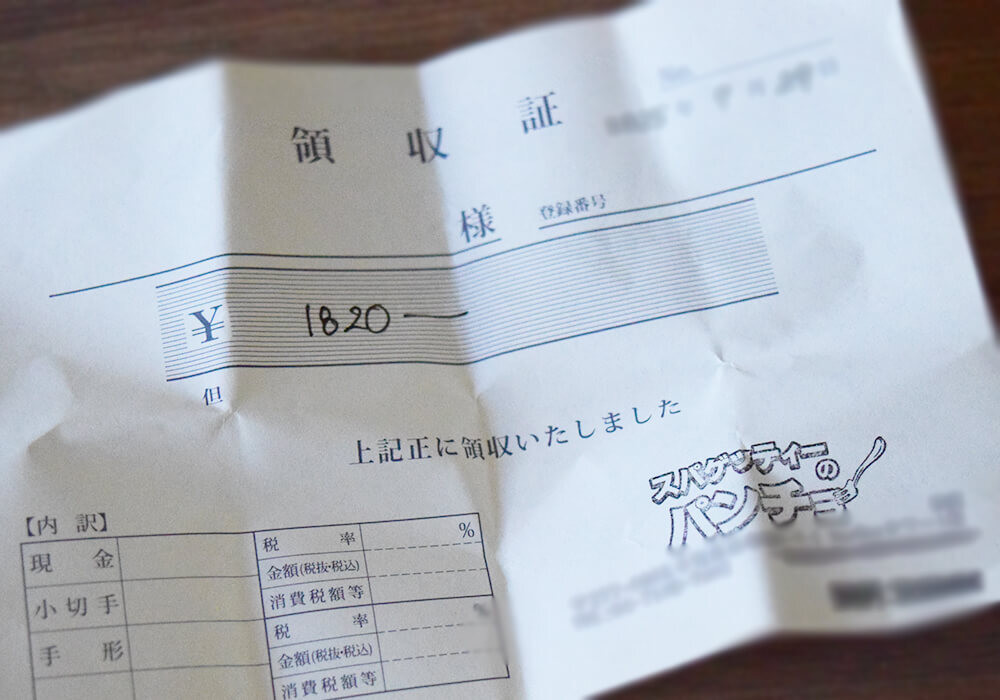 領収証
様 登録番号
¥ 1820 —
但
上記正に領収いたしました
スパゲッティーの
パンチョ
【内 訳】
現 金
小切手
手 形
税 率 %
金額(税抜・税込)
消費税額等
税 率 %
金額(税抜・税込)
消費税額等